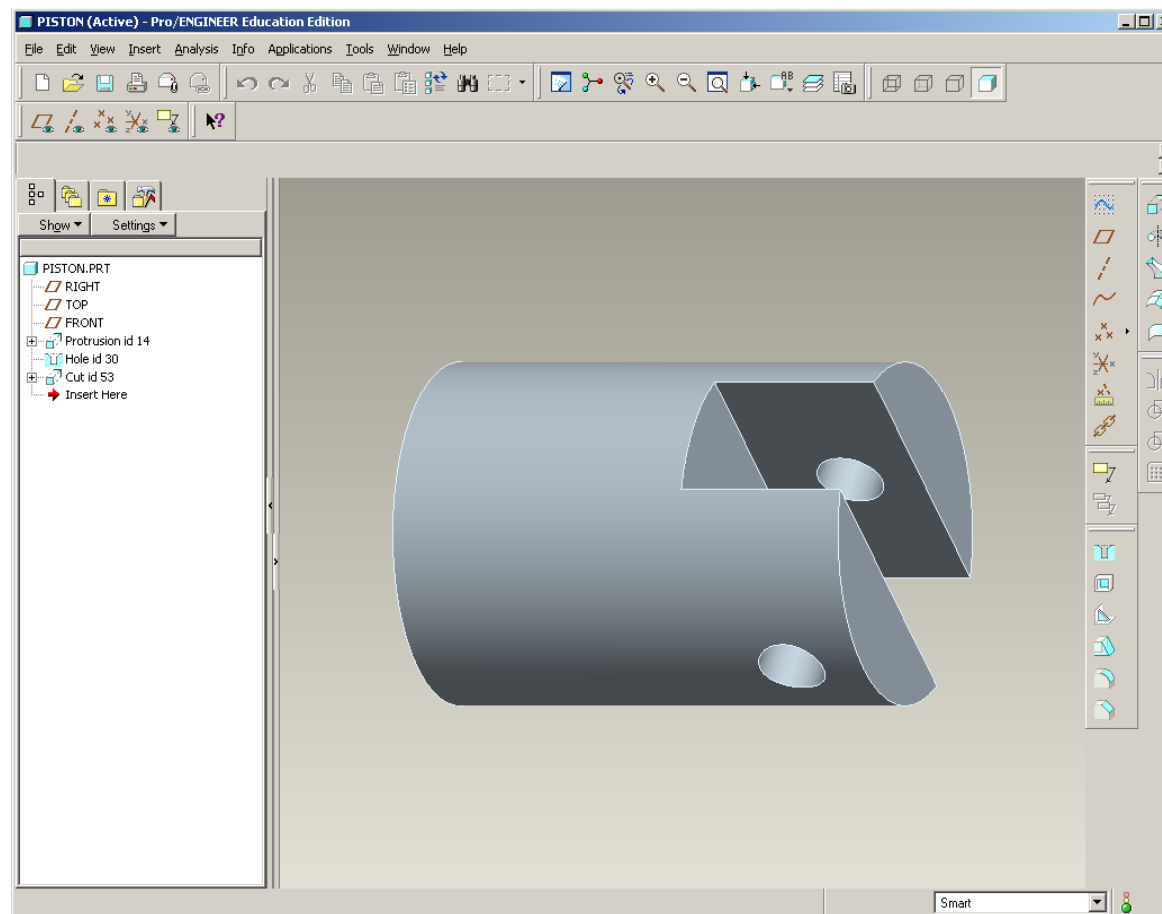 PISTON (Active) - Pro/ENGINEER Education Edition
File Edit View Insert Analysis Info Applications Tools Window Help
Show Settings
PISTON.PRT
RIGHT
TOP
FRONT
Protrusion id 14
Hole id 30
Cut id 53
Insert Here
Smart